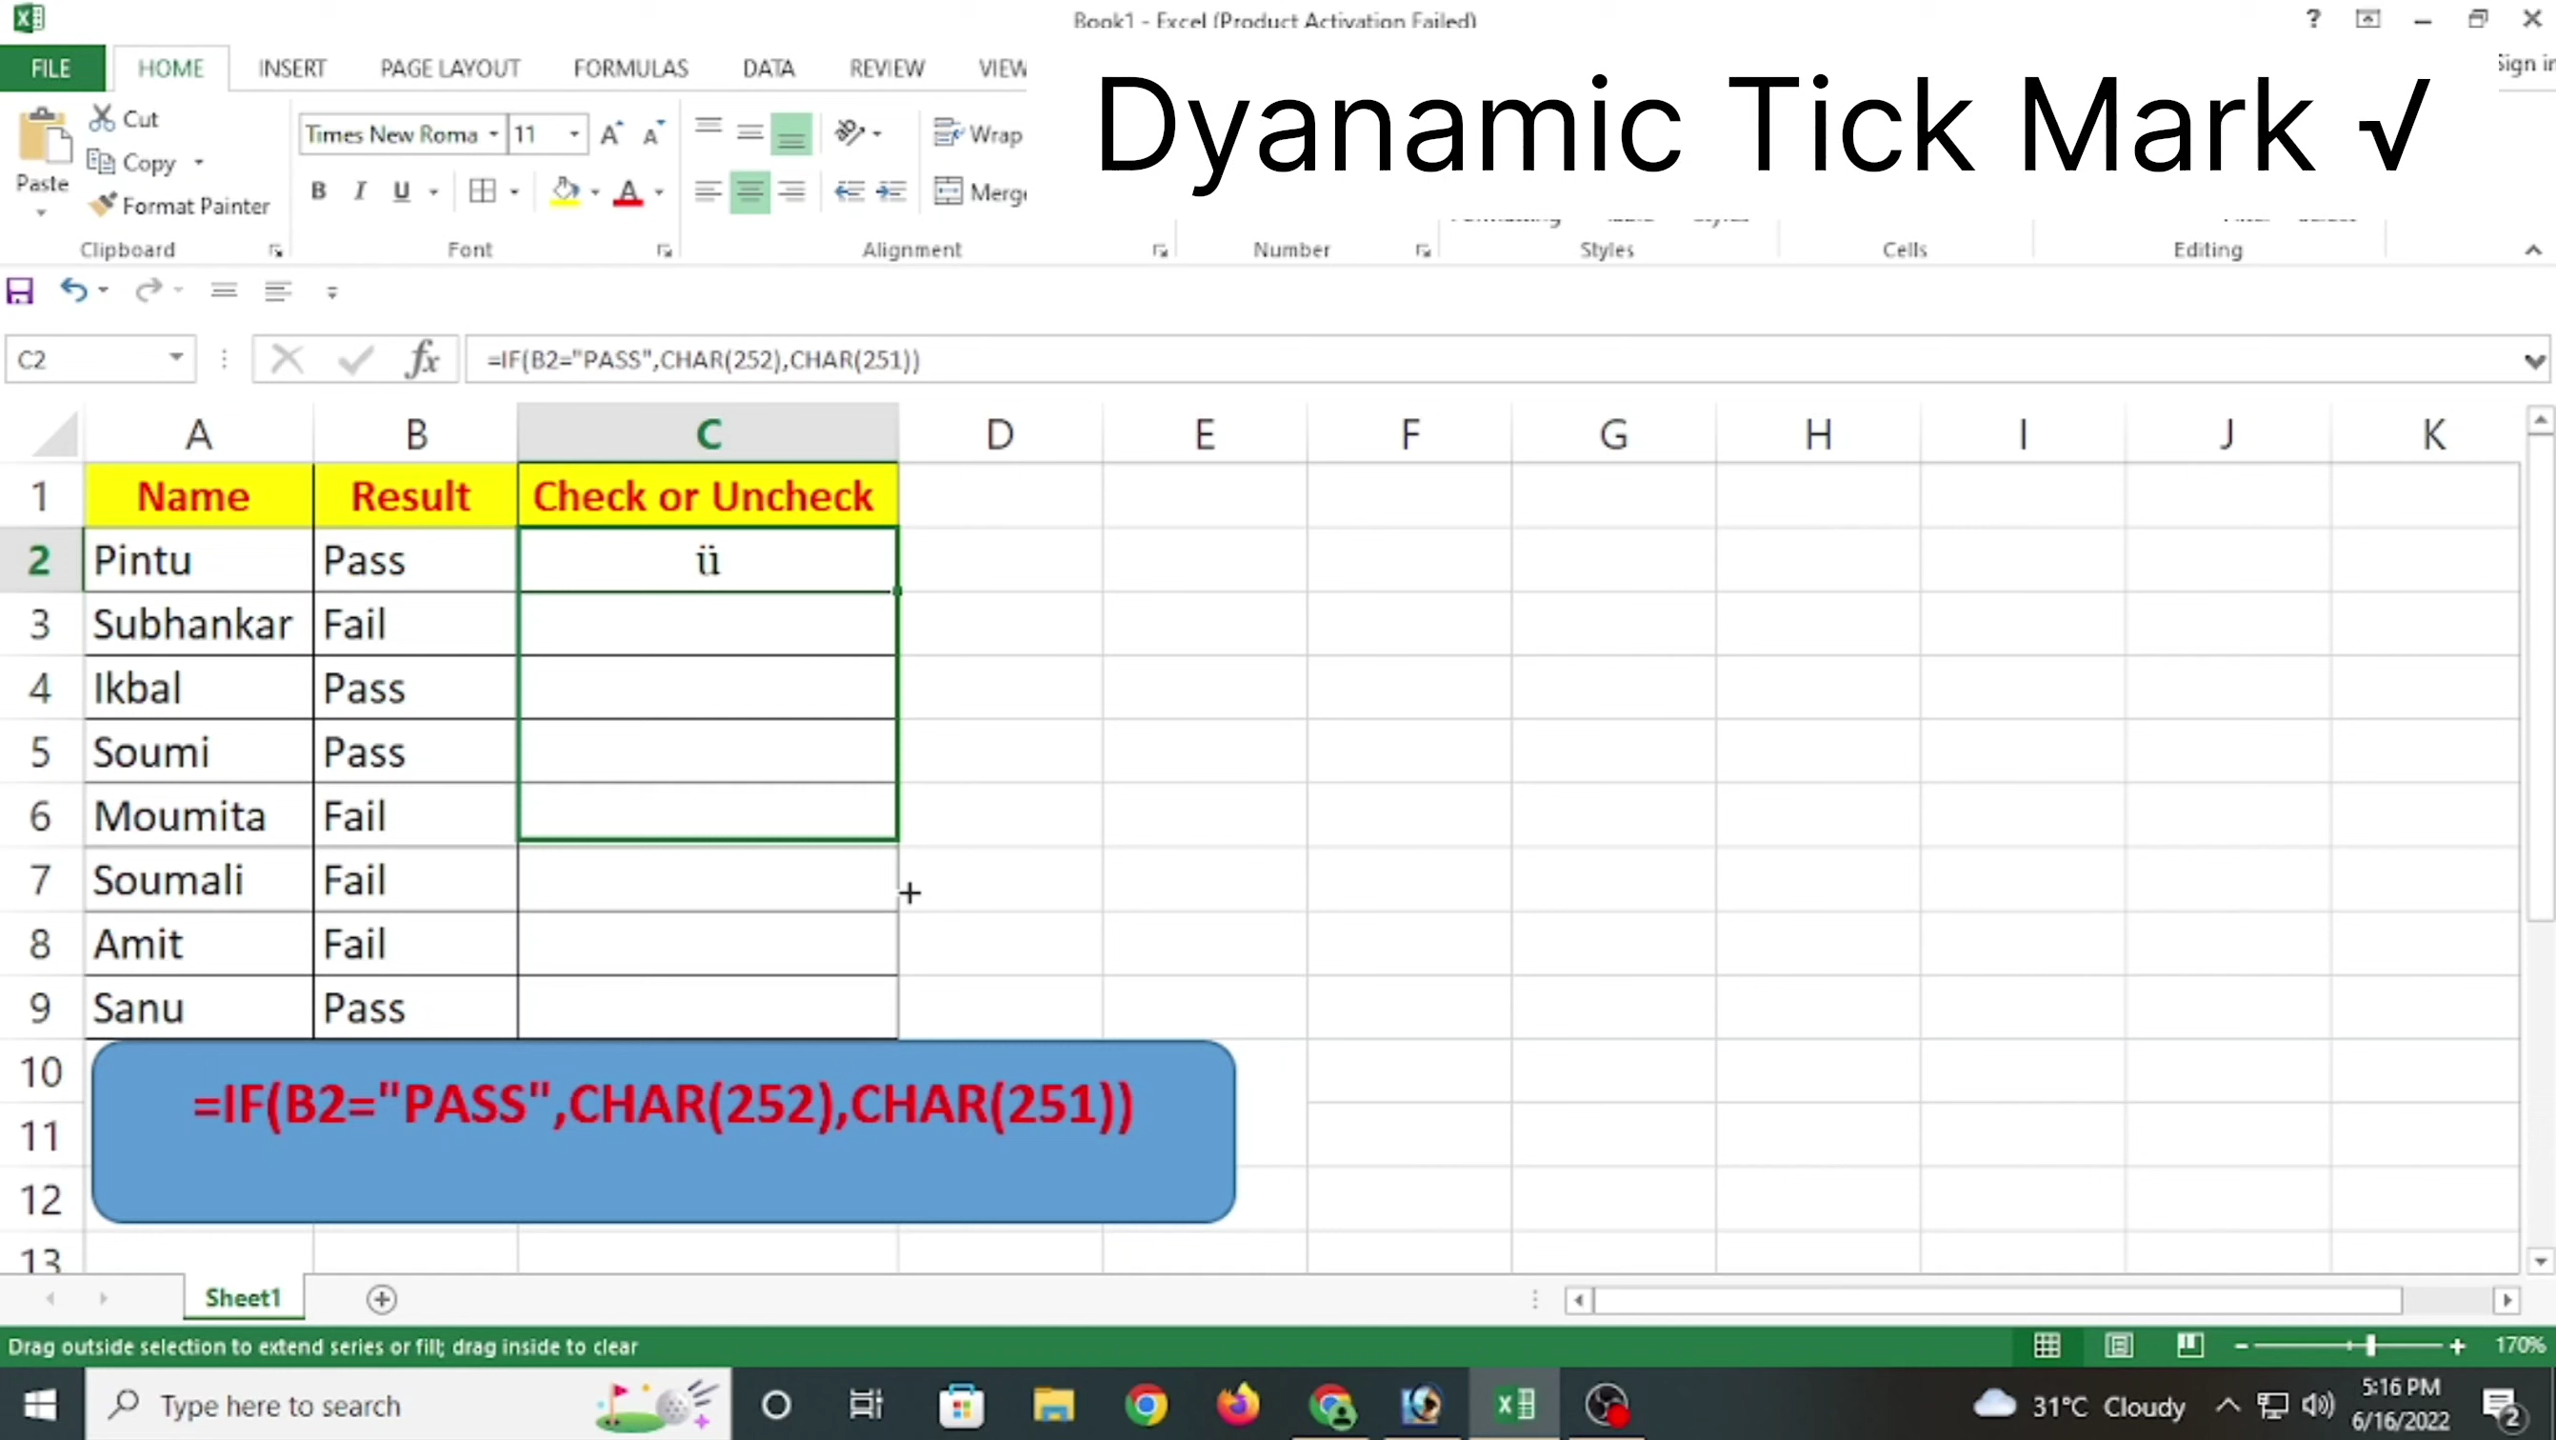 Book1 - Excel (Product Activation Failed)
FILE HOME INSERT PAGE LAYOUT FORMULAS DATA REVIEW VIEW
Sign in
Dyanamic Tick Mark √
Paste
Cut
Copy
Format Painter
Times New Roma 11
B I U
Wrap
Merge
Clipboard Font Alignment Number Styles Cells Editing
C2
fx
=IF(B2="PASS",CHAR(252),CHAR(251))
A B C D E F G H I J K
1 Name Result Check or Uncheck
2 Pintu Pass ü
3 Subhankar Fail
4 Ikbal Pass
5 Soumi Pass
6 Moumita Fail
7 Soumali Fail
8 Amit Fail
9 Sanu Pass
10
=IF(B2="PASS",CHAR(252),CHAR(251))
11
12
13
Sheet1
Drag outside selection to extend series or fill; drag inside to clear
170%
Type here to search
31°C Cloudy
5:16 PM
6/16/2022
2